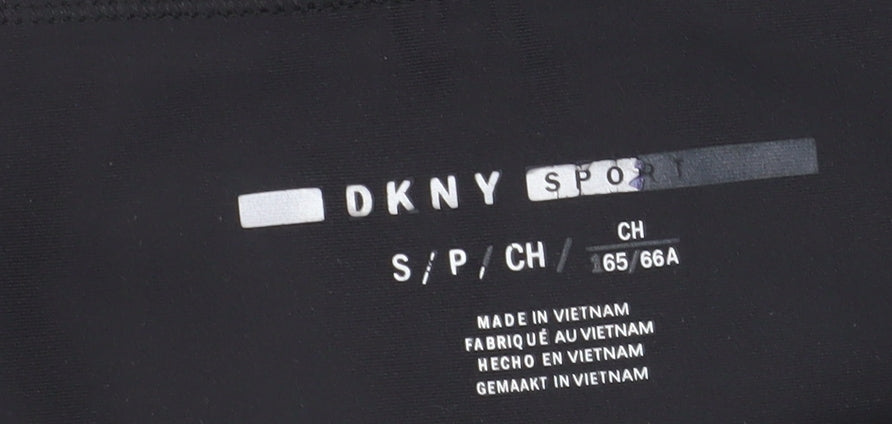 DKNY SPORT
S / P / CH / CH
165/66A
MADE IN VIETNAM
FABRIQUÉ AU VIETNAM
HECHO EN VIETNAM
GEMAAKT IN VIETNAM